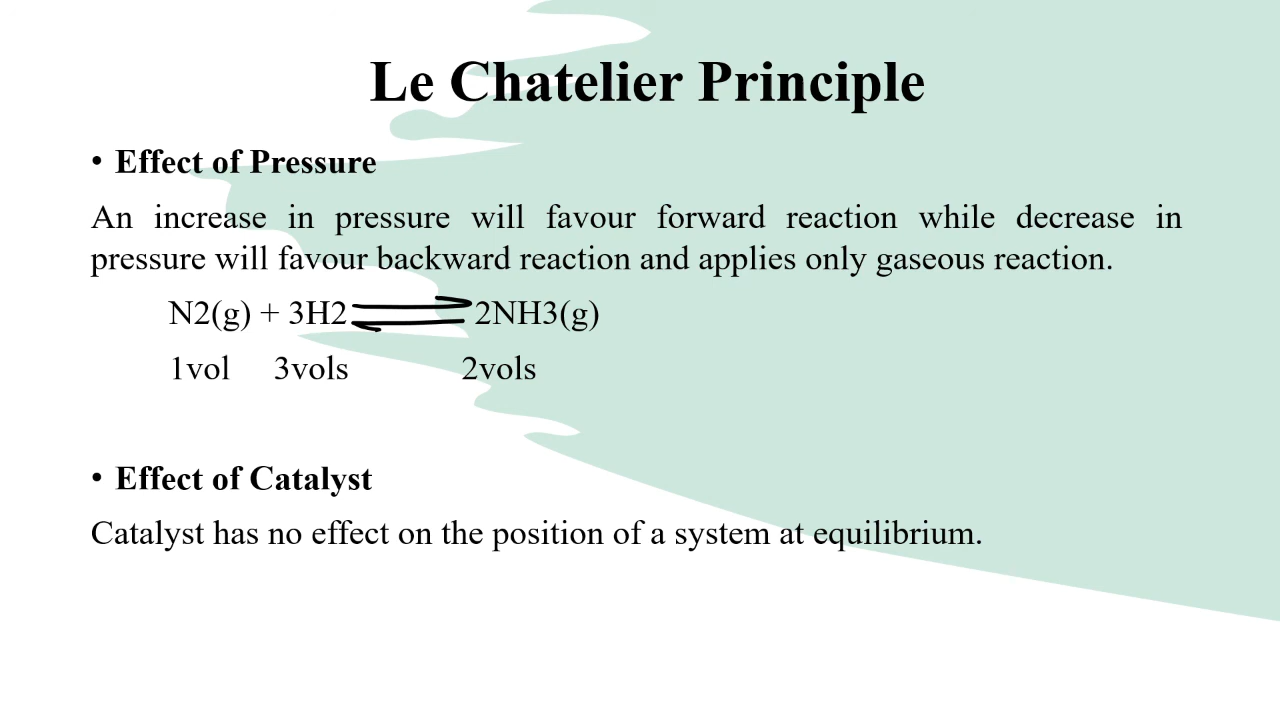 Le Chatelier Principle
• Effect of Pressure
An increase in pressure will favour forward reaction while decrease in
pressure will favour backward reaction and applies only gaseous reaction.
N2(g) + 3H2 ⇌ 2NH3(g)
1vol 3vols 2vols
• Effect of Catalyst
Catalyst has no effect on the position of a system at equilibrium.